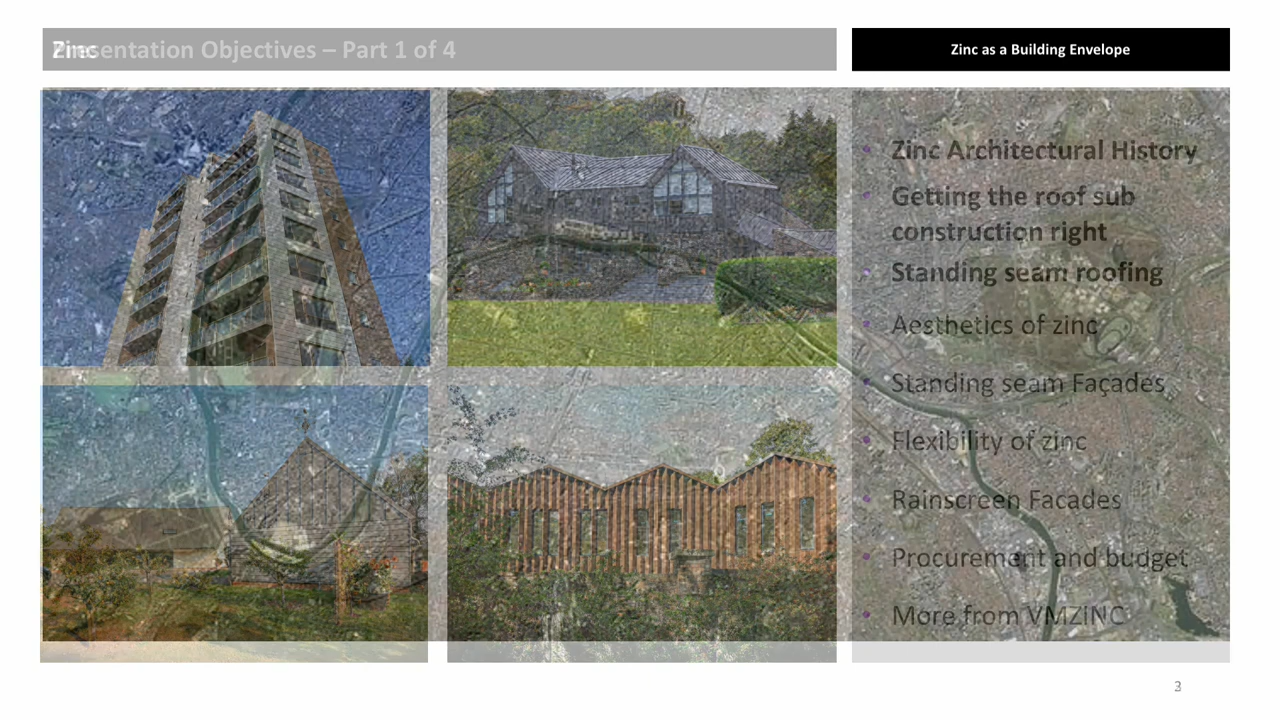 Zinc
Presentation Objectives – Part 1 of 4
Zinc as a Building Envelope
• Zinc Architectural History
• Getting the roof sub
construction right
• Standing seam roofing
• Aesthetics of zinc
• Standing seam Façades
• Flexibility of zinc
• Rainscreen Facades
• Procurement and budget
• More from VMZINC